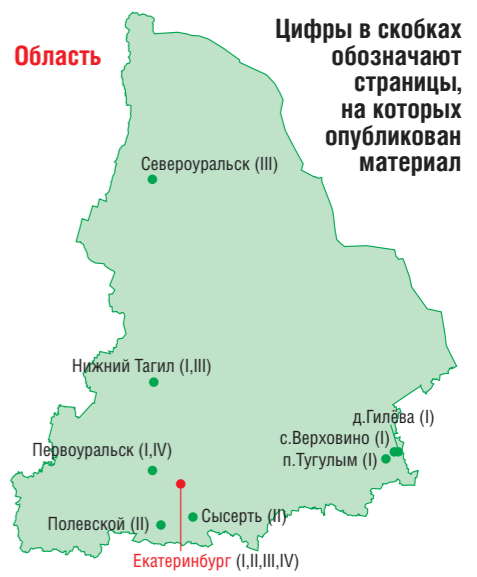 Область
Цифры в скобках
обозначают
страницы,
на которых
опубликован
материал
Североуральск (III)
Нижний Тагил (I,III)
д.Гилёва (I)
с.Верховино (I)
п.Тугулым (I)
Первоуральск (I,IV)
Полевской (II)
Сысерть (II)
Екатеринбург (I,II,III,IV)